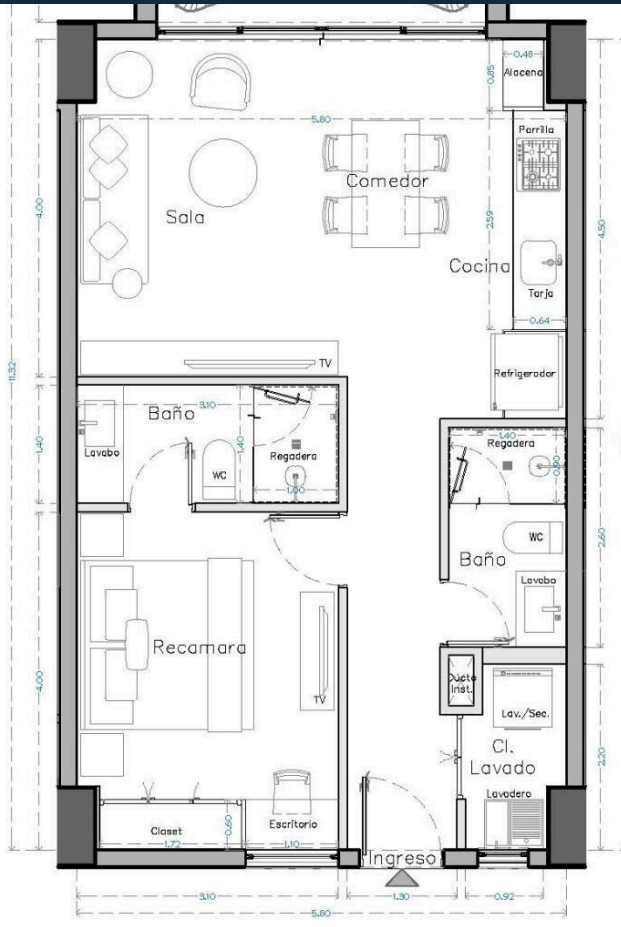 0.48
Alacena
0.85
Parrilla
5.80
Comedor
4.00
Sala
2.59
4.50
Cocina
Tarja
0.64
11.32
TV
Refrigerador
3.10
Baño
1.40
Lavabo
1.40
WC
Regadera
1.00
1.40
Regadera
0.90
WC
Baño
2.60
Lavabo
Recamara
4.00
TV
Ducto
Inst.
Lav./Sec.
Cl.
Lavado
2.20
Lavadero
Closet
0.60
1.72
Escritorio
1.10
Ingreso
3.10
1.30
0.92
5.80